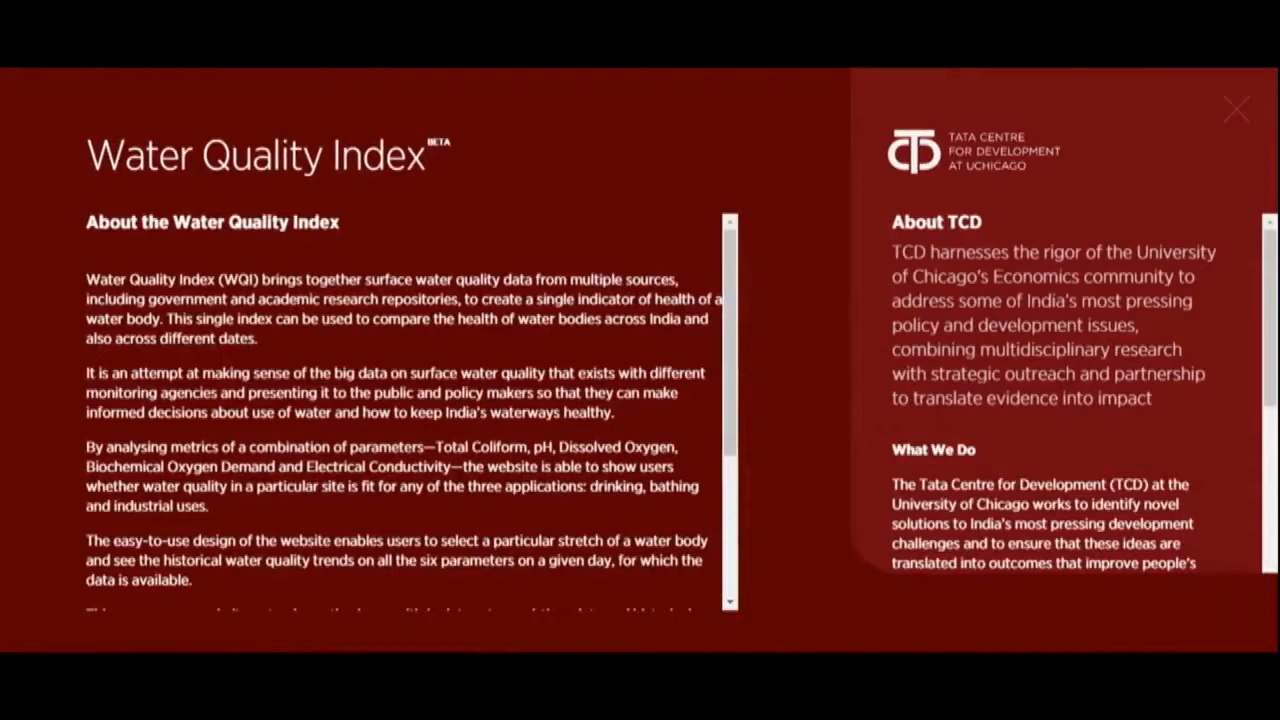 Water Quality Index BETA
About the Water Quality Index
Water Quality Index (WQI) brings together surface water quality data from multiple sources,
including government and academic research repositories, to create a single indicator of health of a
water body. This single index can be used to compare the health of water bodies across India and
also across different dates.
It is an attempt at making sense of the big data on surface water quality that exists with different
monitoring agencies and presenting it to the public and policy makers so that they can make
informed decisions about use of water and how to keep India's waterways healthy.
By analysing metrics of a combination of parameters—Total Coliform, pH, Dissolved Oxygen,
Biochemical Oxygen Demand and Electrical Conductivity—the website is able to show users
whether water quality in a particular site is fit for any of the three applications: drinking, bathing
and industrial uses.
The easy-to-use design of the website enables users to select a particular stretch of a water body
and see the historical water quality trends on all the six parameters on a given day, for which the
data is available.
TATA CENTRE
FOR DEVELOPMENT
AT UCHICAGO
About TCD
TCD harnesses the rigor of the University
of Chicago's Economics community to
address some of India's most pressing
policy and development issues,
combining multidisciplinary research
with strategic outreach and partnership
to translate evidence into impact
What We Do
The Tata Centre for Development (TCD) at the
University of Chicago works to identify novel
solutions to India's most pressing development
challenges and to ensure that these ideas are
translated into outcomes that improve people's